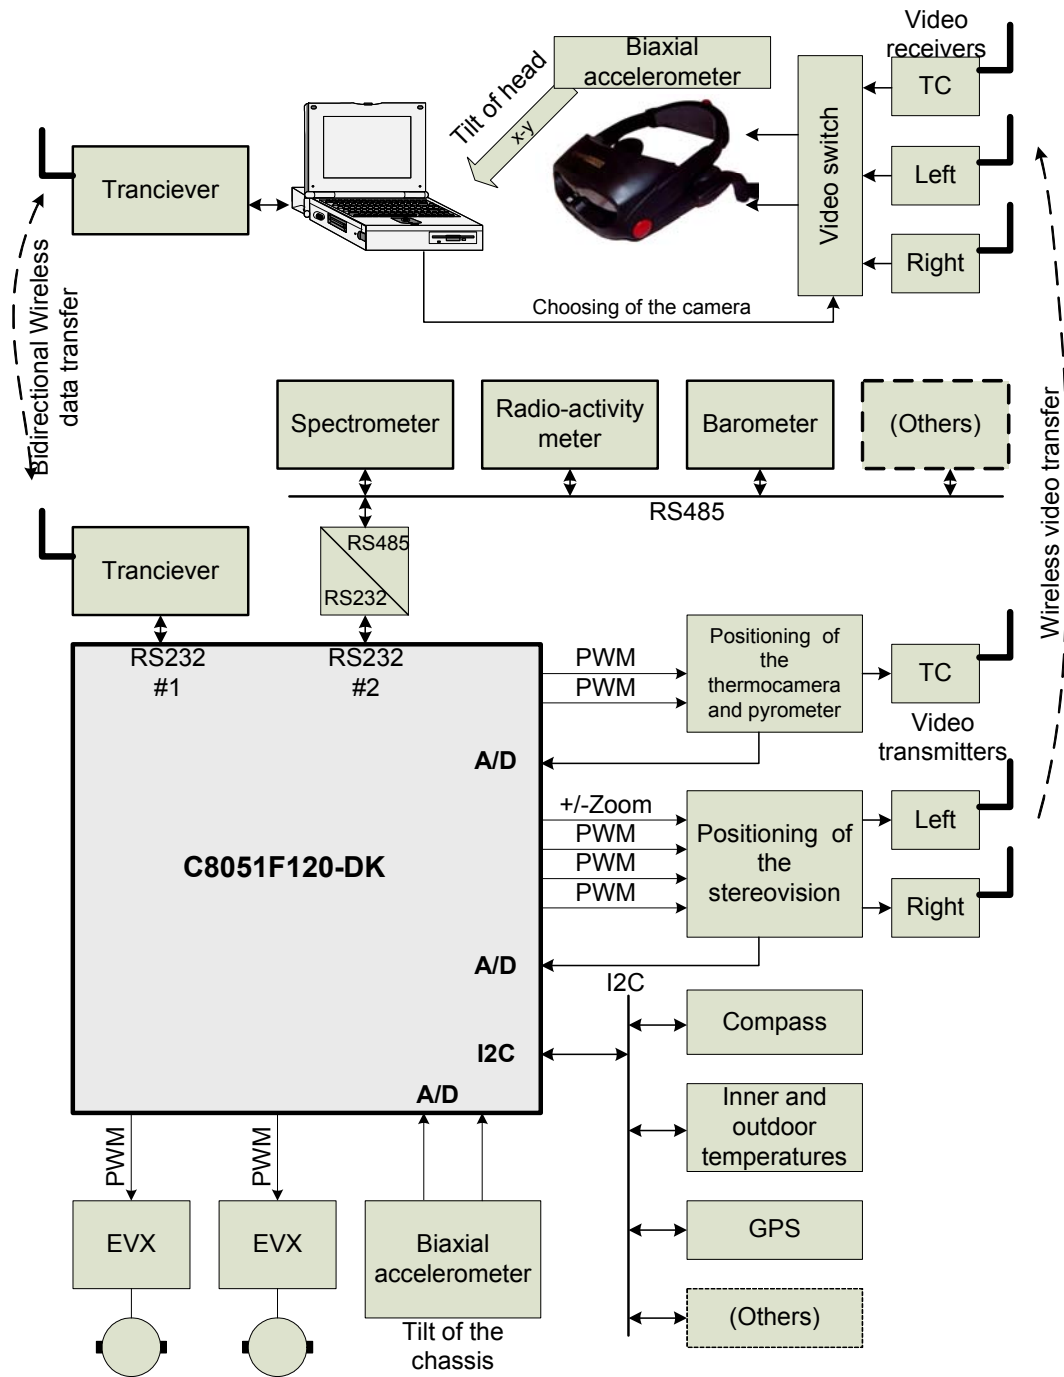 Video
receivers
Biaxial
accelerometer
TC
Tilt of head
x-y
Video switch
Left
Right
Tranciever
Choosing of the camera
Bidirectional Wireless
data transfer
Wireless video transfer
Spectrometer
Radio-activity
meter
Barometer
(Others)
RS485
Tranciever
RS485
RS232
RS232
#1
RS232
#2
PWM
PWM
Positioning of
the
thermocamera
and pyrometer
TC
Video
transmitters
A/D
+/-Zoom
PWM
PWM
PWM
Positioning of
the
stereovision
Left
Right
C8051F120-DK
A/D
I2C
I2C
A/D
Compass
Inner and
outdoor
temperatures
GPS
(Others)
PWM
PWM
EVX
EVX
Biaxial
accelerometer
Tilt of the
chassis